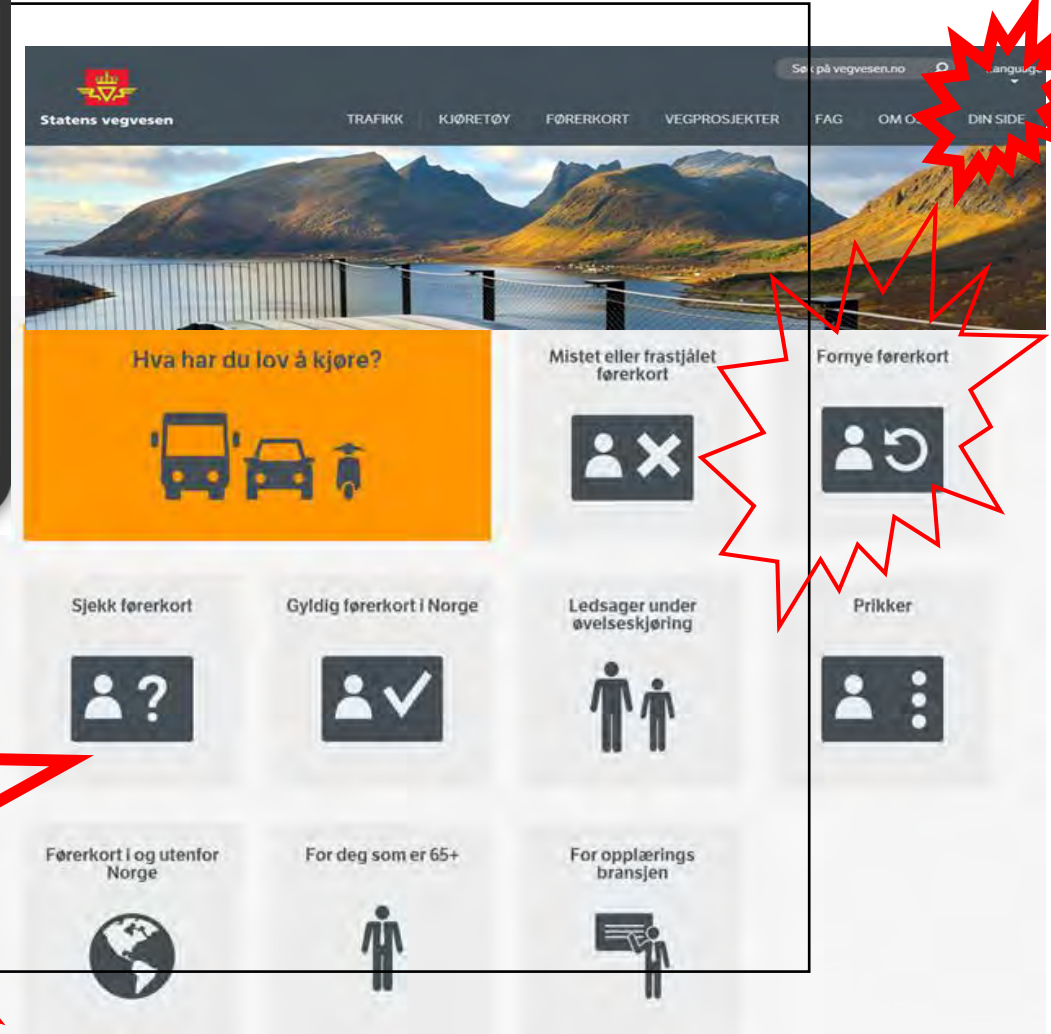 Søk på vegvesen.no
Language
Statens vegvesen
TRAFIKK KJØRETØY FØRERKORT VEGPROSJEKTER FAG OM DIN SIDE
Hva har du lov å kjøre?
Mistet eller frastjålet
førerkort
Fornye førerkort
Sjekk førerkort
Gyldig førerkort i Norge
Ledsager under
øvelseskjøring
Prikker
Førerkort i og utenfor
Norge
For deg som er 65+
For opplærings
bransjen